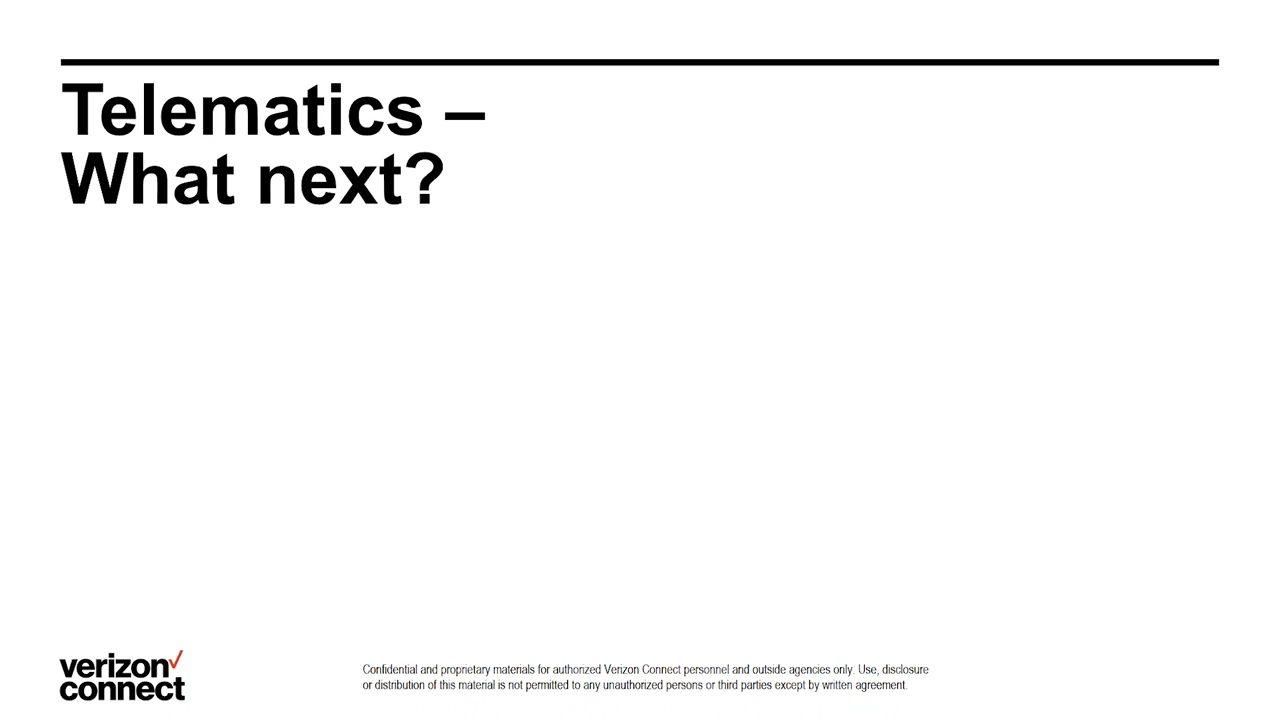 Telematics –
What next?
verizon
connect
Confidential and proprietary materials for authorized Verizon Connect personnel and outside agencies only. Use, disclosure
or distribution of this material is not permitted to any unauthorized persons or third parties except by written agreement.